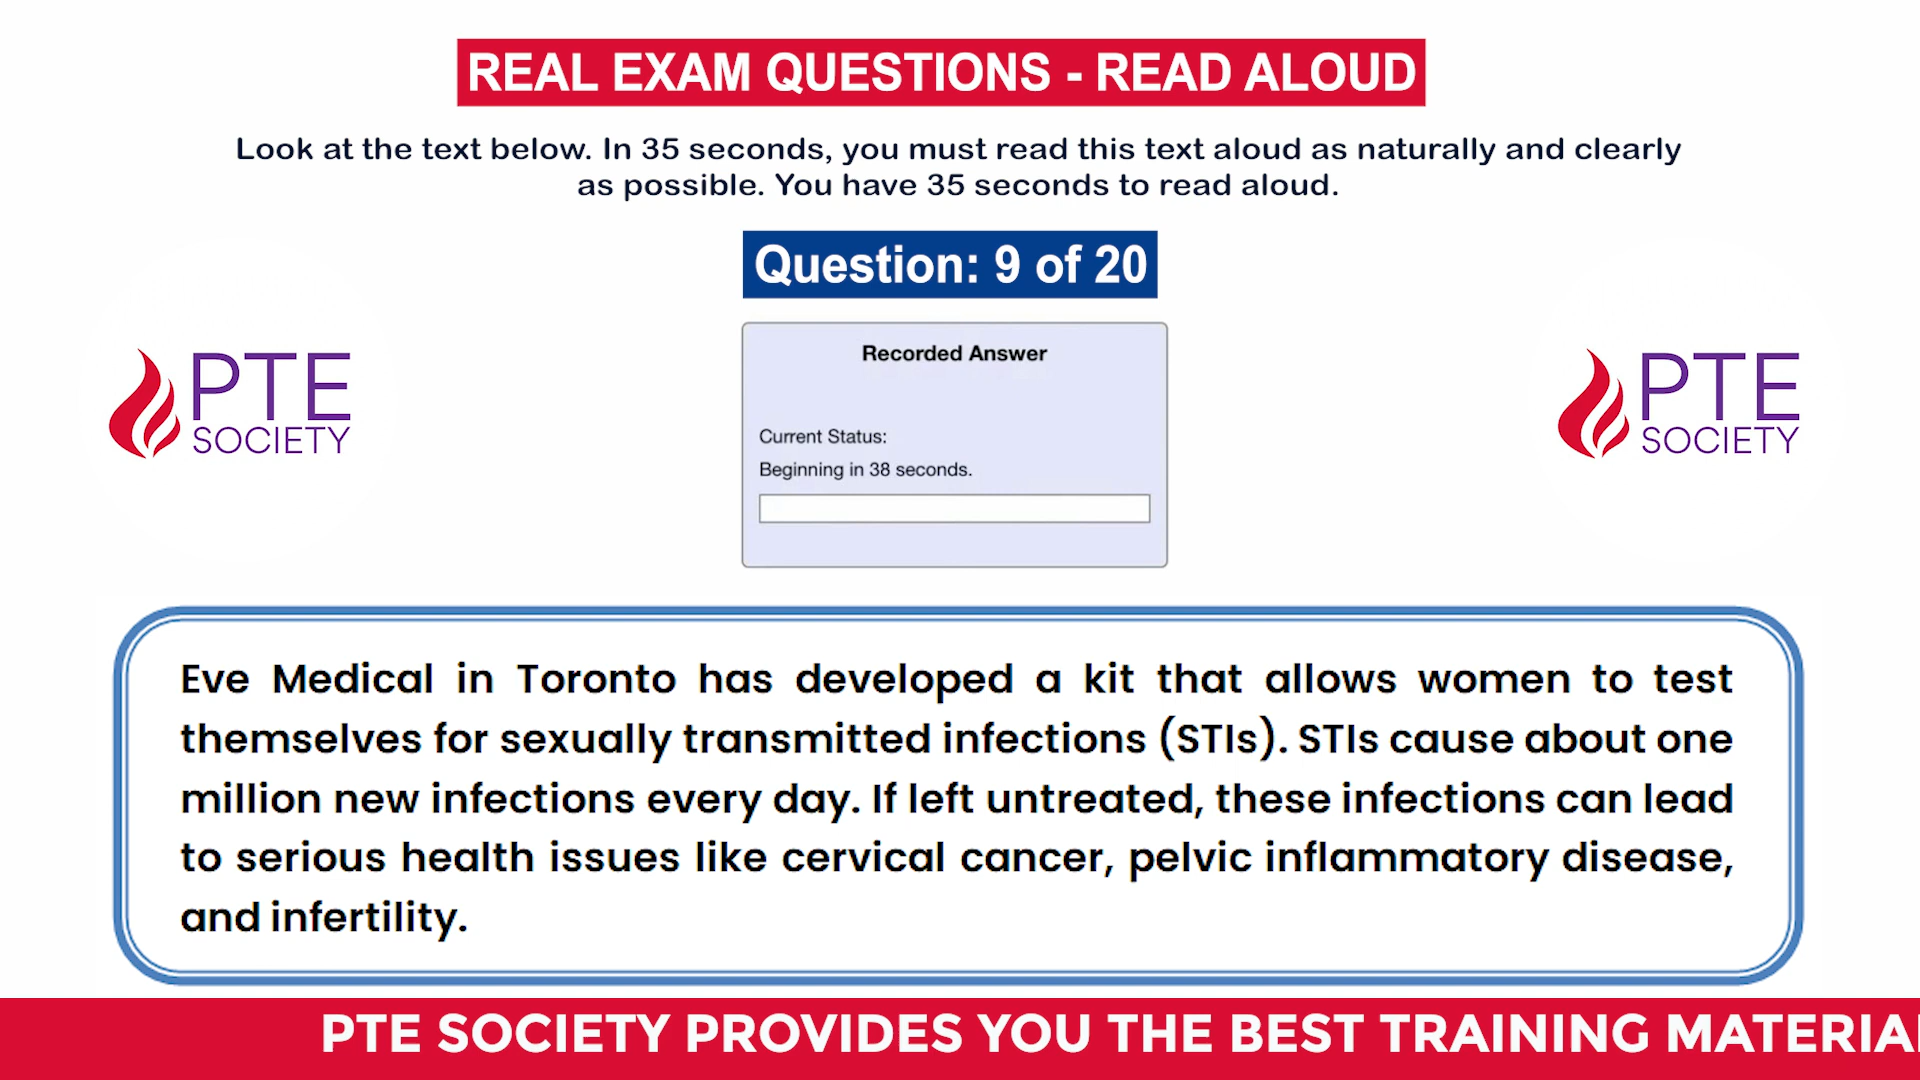 REAL EXAM QUESTIONS - READ ALOUD
Look at the text below. In 35 seconds, you must read this text aloud as naturally and clearly
as possible. You have 35 seconds to read aloud.
Question: 9 of 20
Recorded Answer
PTE
SOCIETY
PTE
SOCIETY
Current Status:
Beginning in 38 seconds.
Eve Medical in Toronto has developed a kit that allows women to test
themselves for sexually transmitted infections (STIs). STIs cause about one
million new infections every day. If left untreated, these infections can lead
to serious health issues like cervical cancer, pelvic inflammatory disease,
and infertility.
PTE SOCIETY PROVIDES YOU THE BEST TRAINING